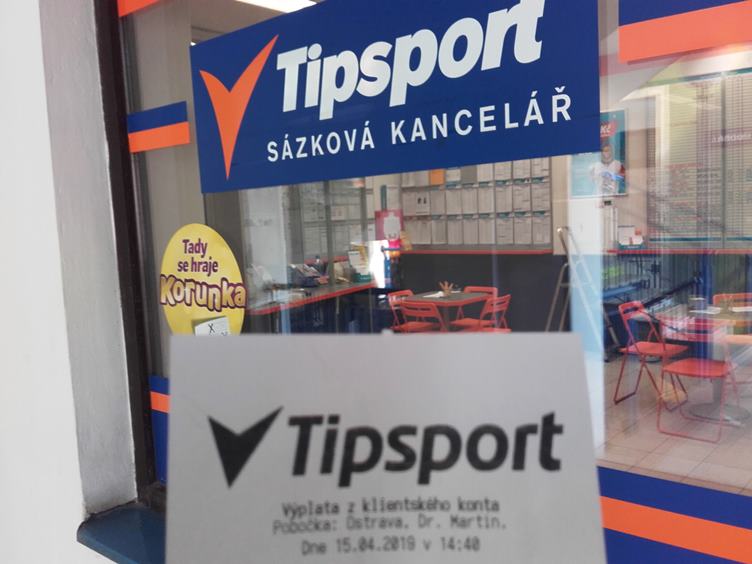 Tipsport
SÁZKOVÁ KANCELÁŘ
Tady
se hraje
Korunka
Tipsport
Výplata z klientského konta
Pobočka: Ostrava, Dr. Martin.
Dne 15.04.2019 v 14:40